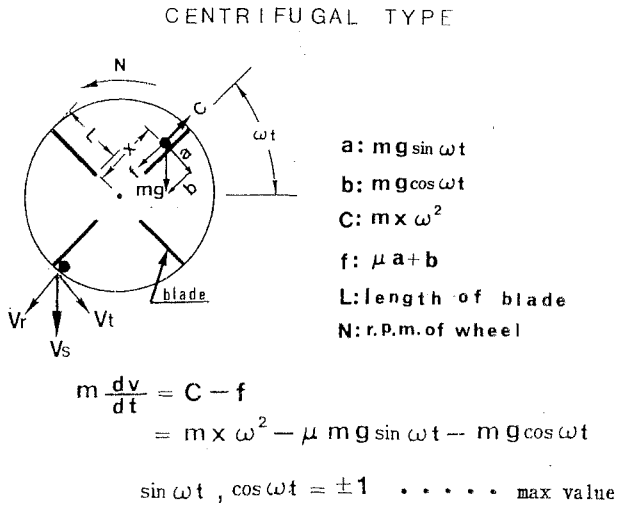 CENTRIFUGAL TYPE
N
C
ωt
L
x
a
b
mg
blade
Vr
Vt
Vs
a: mg sin ωt
b: mg cos ωt
C: m x ω²
f: μ a + b
L: length of blade
N: r.p.m. of wheel
m dv/dt = C − f
= m x ω² − μ mg sin ωt − mg cos ωt
sin ωt , cos ωt = ±1 • • • • • max value